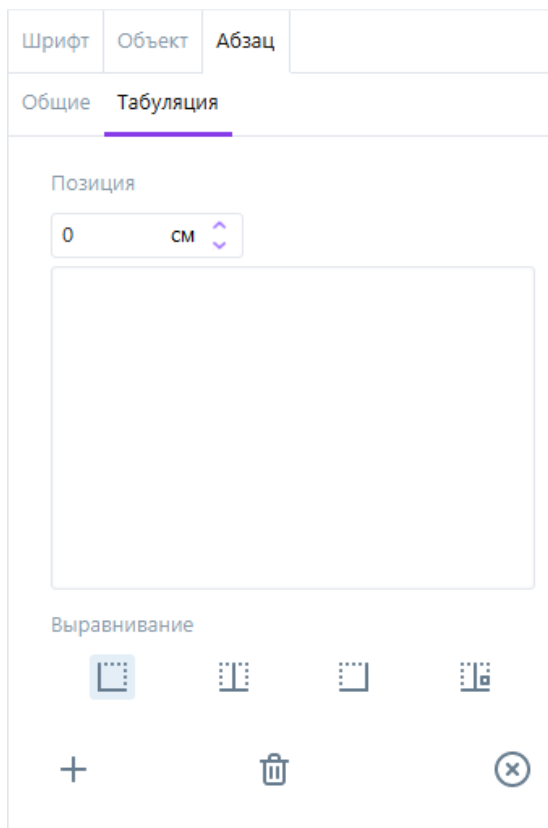 Шрифт Объект Абзац
Общие Табуляция
Позиция
0 см
Выравнивание